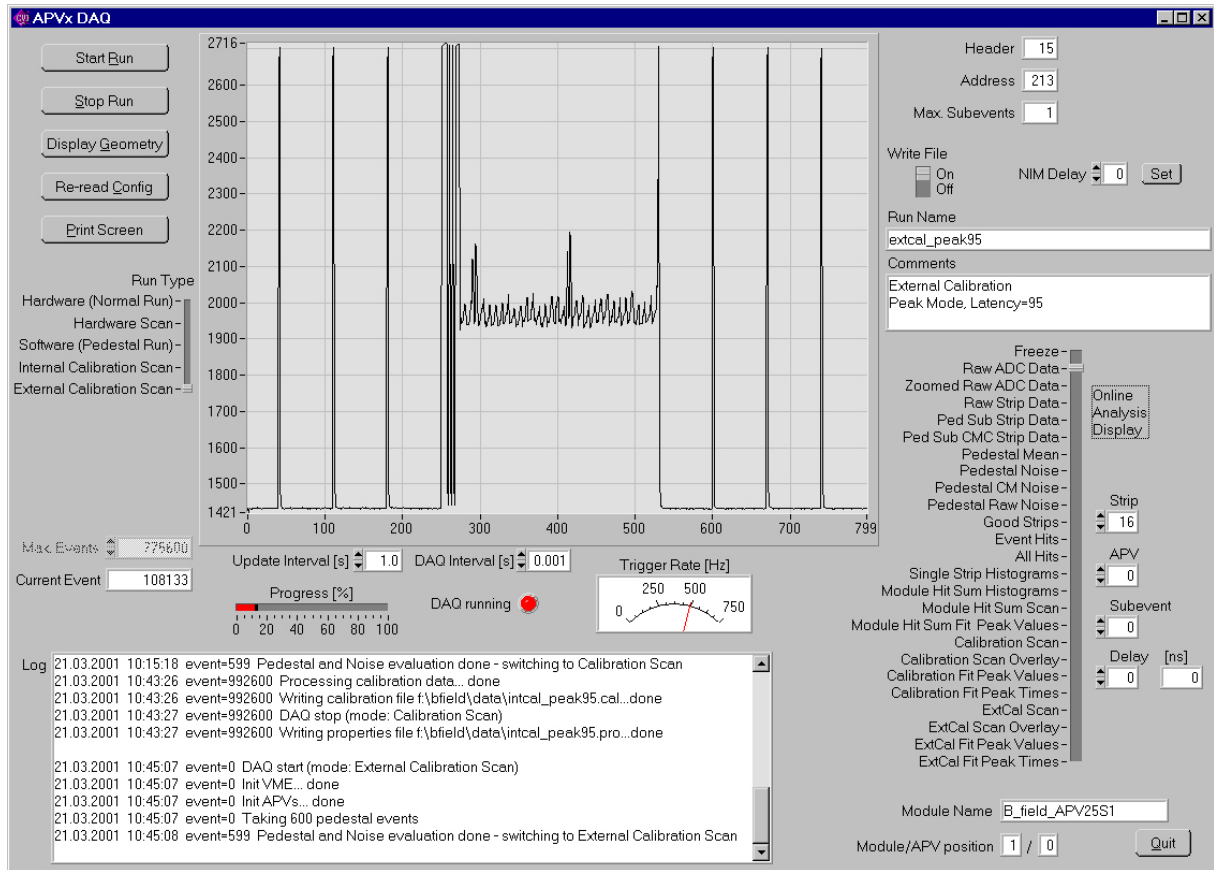 CVI APVx DAQ
Start Run
Stop Run
Display Geometry
Re-read Config
Print Screen
Run Type
Hardware (Normal Run)
Hardware Scan
Software (Pedestal Run)
Internal Calibration Scan
External Calibration Scan
Max. Events 775600
Current Event 108133
2716
2600
2500
2400
2300
2200
2100
2000
1900
1800
1700
1600
1500
1421
0 100 200 300 400 500 600 700 799
Update Interval [s] 1.0 DAQ Interval [s] 0.001
Progress [%]
0 20 40 60 80 100
DAQ running
Trigger Rate [Hz]
0 250 500 750
Header 15
Address 213
Max. Subevents 1
Write File
On
Off
NIM Delay 0 Set
Run Name
extcal_peak95
Comments
External Calibration
Peak Mode, Latency=95
Freeze
Raw ADC Data
Zoomed Raw ADC Data
Raw Strip Data
Ped Sub Strip Data
Ped Sub CMC Strip Data
Pedestal Mean
Pedestal Noise
Pedestal CM Noise
Pedestal Raw Noise
Good Strips
Event Hits
All Hits
Single Strip Histograms
Module Hit Sum Histograms
Module Hit Sum Scan
Module Hit Sum Fit Peak Values
Calibration Scan
Calibration Scan Overlay
Calibration Fit Peak Values
Calibration Fit Peak Times
ExtCal Scan
ExtCal Scan Overlay
ExtCal Fit Peak Values
ExtCal Fit Peak Times
Online
Analysis
Display
Strip
16
APV
0
Subevent
0
Delay [ns]
0 0
Log
21.03.2001 10:15:18 event=599 Pedestal and Noise evaluation done - switching to Calibration Scan
21.03.2001 10:43:26 event=992600 Processing calibration data... done
21.03.2001 10:43:26 event=992600 Writing calibration file f:\bfield\data\intcal_peak95.cal...done
21.03.2001 10:43:27 event=992600 DAQ stop (mode: Calibration Scan)
21.03.2001 10:43:27 event=992600 Writing properties file f:\bfield\data\intcal_peak95.pro...done
21.03.2001 10:45:07 event=0 DAQ start (mode: External Calibration Scan)
21.03.2001 10:45:07 event=0 Init VME... done
21.03.2001 10:45:07 event=0 Init APVs... done
21.03.2001 10:45:07 event=0 Taking 600 pedestal events
21.03.2001 10:45:08 event=599 Pedestal and Noise evaluation done - switching to External Calibration Scan
Module Name B_field_APV25S1
Module/APV position 1 / 0
Quit